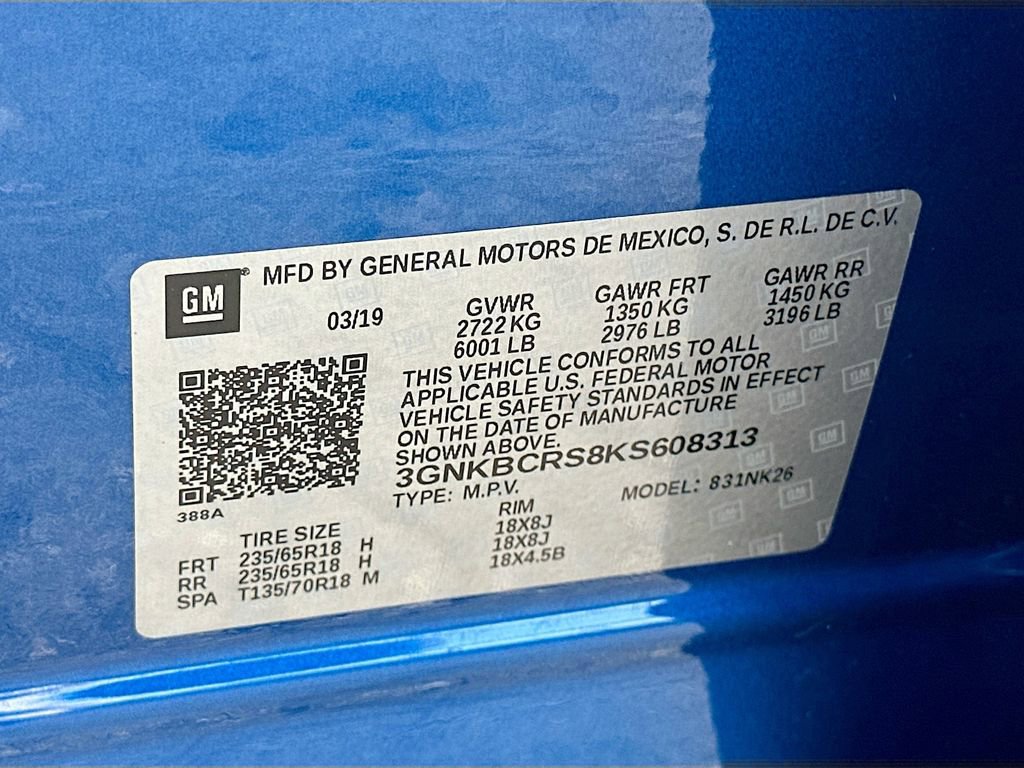 GM® MFD BY GENERAL MOTORS DE MEXICO, S. DE R.L. DE C.V.
03/19
GVWR
2722 KG
6001 LB
GAWR FRT
1350 KG
2976 LB
GAWR RR
1450 KG
3196 LB
THIS VEHICLE CONFORMS TO ALL
APPLICABLE U.S. FEDERAL MOTOR
VEHICLE SAFETY STANDARDS IN EFFECT
ON THE DATE OF MANUFACTURE
SHOWN ABOVE.
3GNKBCRS8KS608313
TYPE: M.P.V. MODEL: 831NK26
388A
TIRE SIZE RIM
FRT 235/65R18 H 18X8J
RR 235/65R18 H 18X8J
SPA T135/70R18 M 18X4.5B